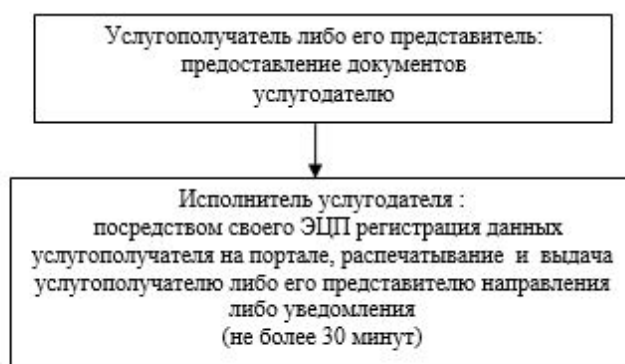 Услугополучатель либо его представитель:
предоставление документов
услугодателю
Исполнитель услугодателя :
посредством своего ЭЦП регистрация данных
услугополучателя на портале, распечатывание и выдача
услугополучателю либо его представителю направления
либо уведомления
(не более 30 минут)